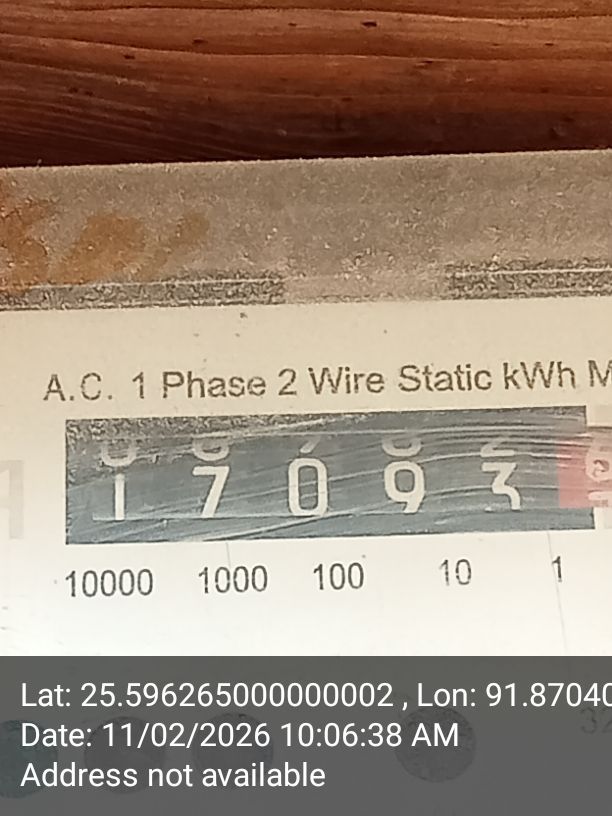 A.C. 1 Phase 2 Wire Static kWh M
1 7 0 9 3
10000 1000 100 10 1
Lat: 25.596265000000002 , Lon: 91.87040
Date: 11/02/2026 10:06:38 AM
Address not available